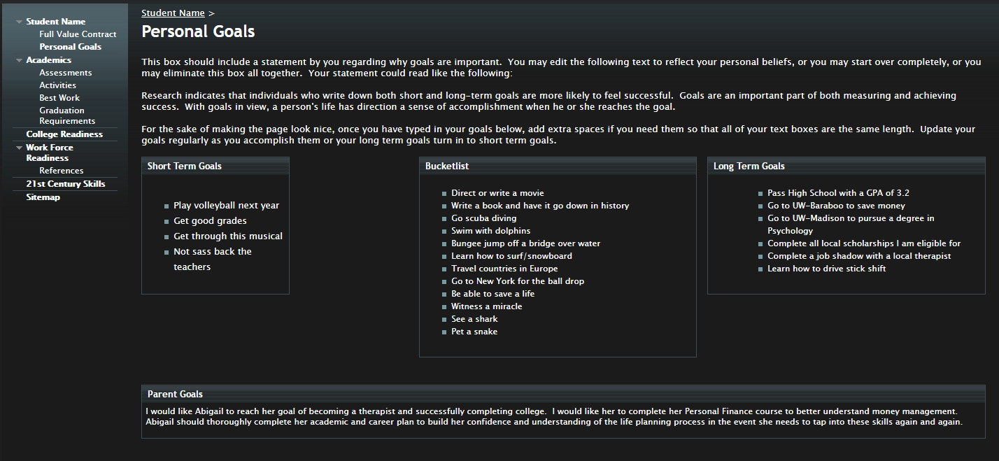 Student Name
Full Value Contract
Personal Goals
Academics
Assessments
Activities
Best Work
Graduation
Requirements
College Readiness
Work Force
Readiness
References
21st Century Skills
Sitemap
Student Name >
Personal Goals
This box should include a statement by you regarding why goals are important.  You may edit the following text to reflect your personal beliefs, or you may start over completely, or you
may eliminate this box all together.  Your statement could read like the following:
Research indicates that individuals who write down both short and long-term goals are more likely to feel successful.  Goals are an important part of both measuring and achieving
success.  With goals in view, a person's life has direction a sense of accomplishment when he or she reaches the goal.
For the sake of making the page look nice, once you have typed in your goals below, add extra spaces if you need them so that all of your text boxes are the same length.  Update your
goals regularly as you accomplish them or your long term goals turn in to short term goals.
Short Term Goals
Play volleyball next year
Get good grades
Get through this musical
Not sass back the
teachers
Bucketlist
Direct or write a movie
Write a book and have it go down in history
Go scuba diving
Swim with dolphins
Bungee jump off a bridge over water
Learn how to surf/snowboard
Travel countries in Europe
Go to New York for the ball drop
Be able to save a life
Witness a miracle
See a shark
Pet a snake
Long Term Goals
Pass High School with a GPA of 3.2
Go to UW-Baraboo to save money
Go to UW-Madison to pursue a degree in
Psychology
Complete all local scholarships I am eligible for
Complete a job shadow with a local therapist
Learn how to drive stick shift
Parent Goals
I would like Abigail to reach her goal of becoming a therapist and successfully completing college.  I would like her to complete her Personal Finance course to better understand money management.
Abigail should thoroughly complete her academic and career plan to build her confidence and understanding of the life planning process in the event she needs to tap into these skills again and again.